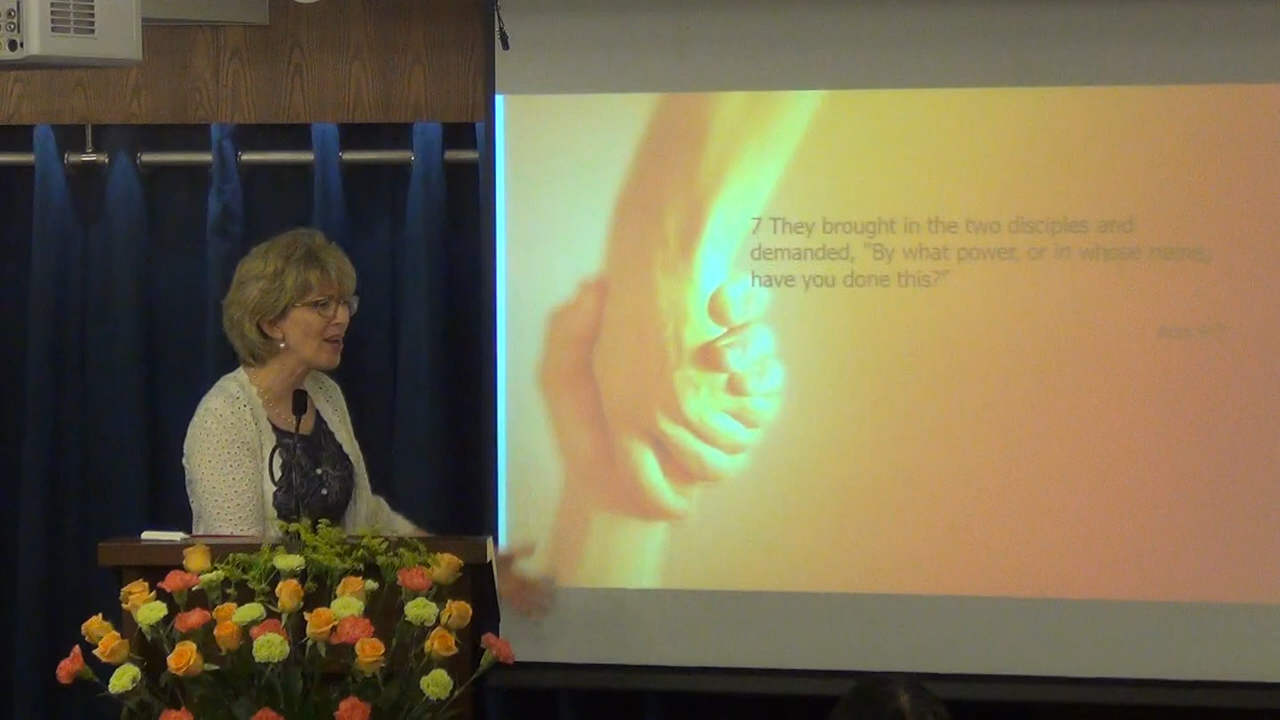 7 They brought in the two disciples and
demanded, "By what power, or in whose name,
have you done this?"